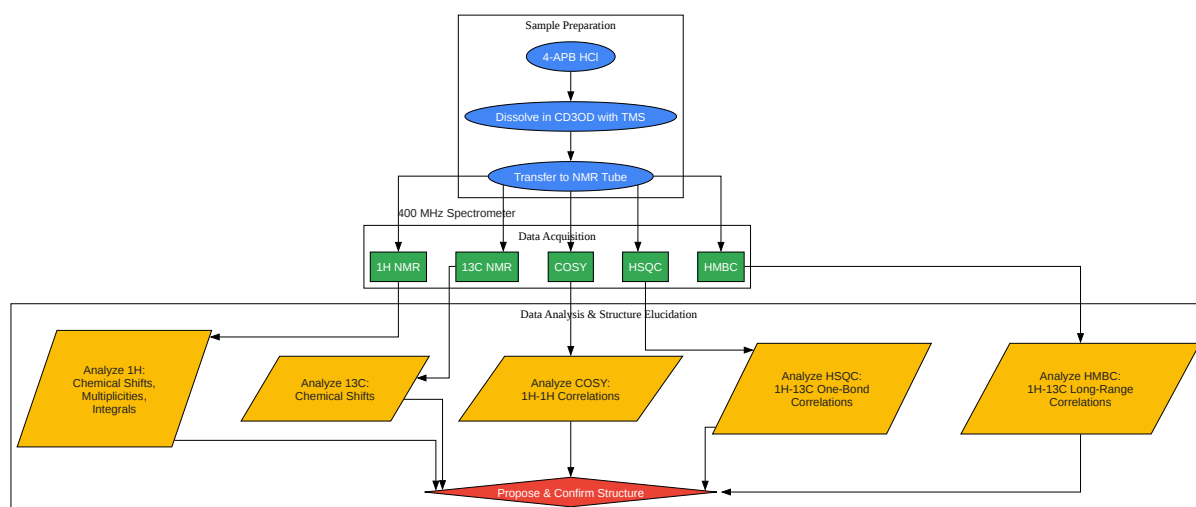 Sample Preparation
4-APB HCl
Dissolve in CD3OD with TMS
Transfer to NMR Tube
400 MHz Spectrometer
Data Acquisition
1H NMR
13C NMR
COSY
HSQC
HMBC
Data Analysis & Structure Elucidation
Analyze 1H:
Chemical Shifts,
Multiplicities,
Integrals
Analyze 13C:
Chemical Shifts
Analyze COSY:
1H-1H Correlations
Analyze HSQC:
1H-13C One-Bond
Correlations
Analyze HMBC:
1H-13C Long-Range
Correlations
Propose & Confirm Structure